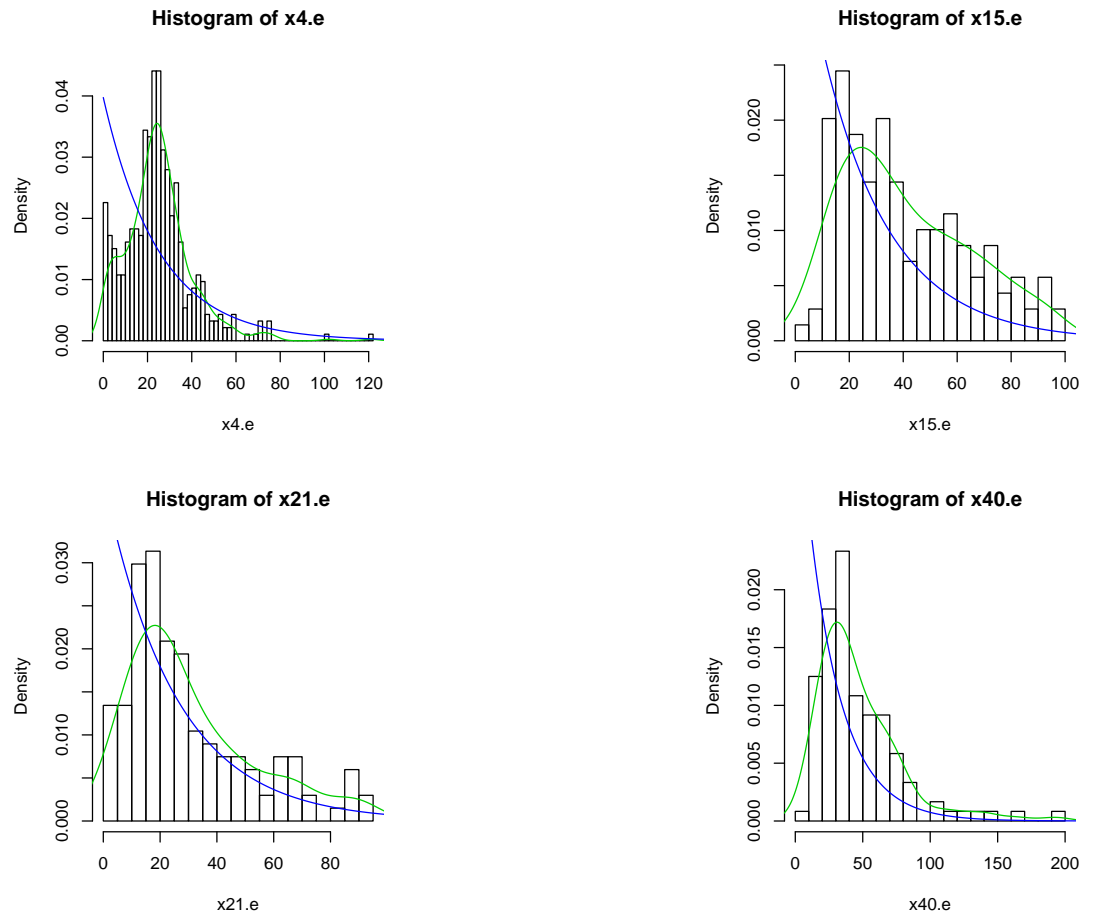 Histogram of x4.e
Density
0.00 0.01 0.02 0.03 0.04
0 20 40 60 80 100 120
x4.e
Histogram of x15.e
Density
0.000 0.010 0.020
0 20 40 60 80 100
x15.e
Histogram of x21.e
Density
0.000 0.010 0.020 0.030
0 20 40 60 80
x21.e
Histogram of x40.e
Density
0.000 0.005 0.010 0.015 0.020
0 50 100 150 200
x40.e